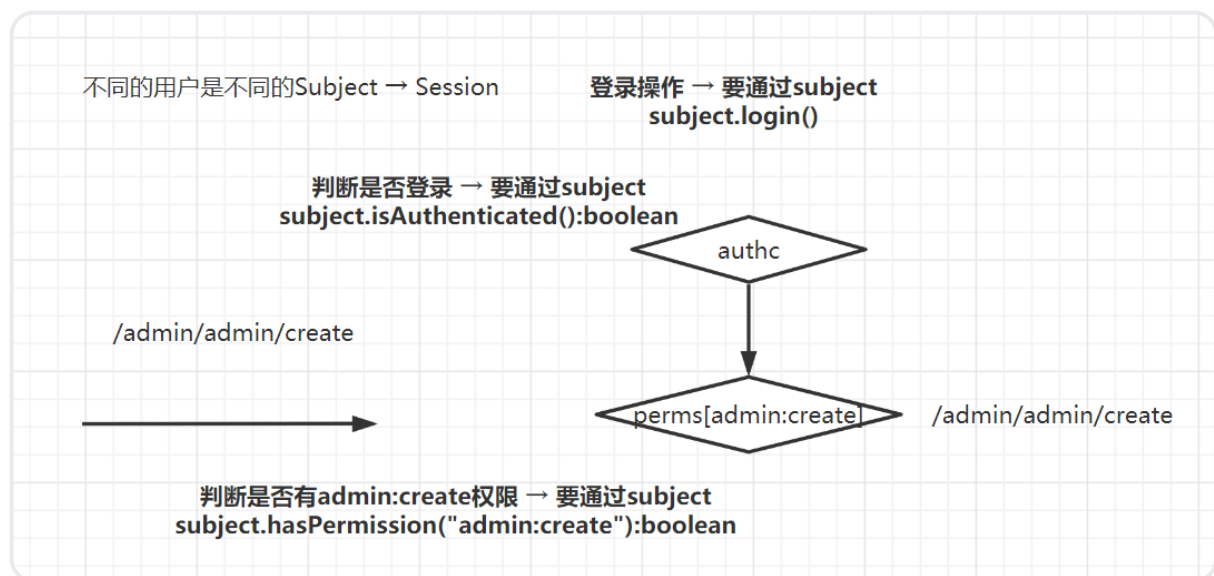 不同的用户是不同的Subject → Session
登录操作 → 要通过subject
subject.login()
判断是否登录 → 要通过subject
subject.isAuthenticated():boolean
authc
/admin/admin/create
perms[admin:create]
/admin/admin/create
判断是否有admin:create权限 → 要通过subject
subject.hasPermission("admin:create"):boolean